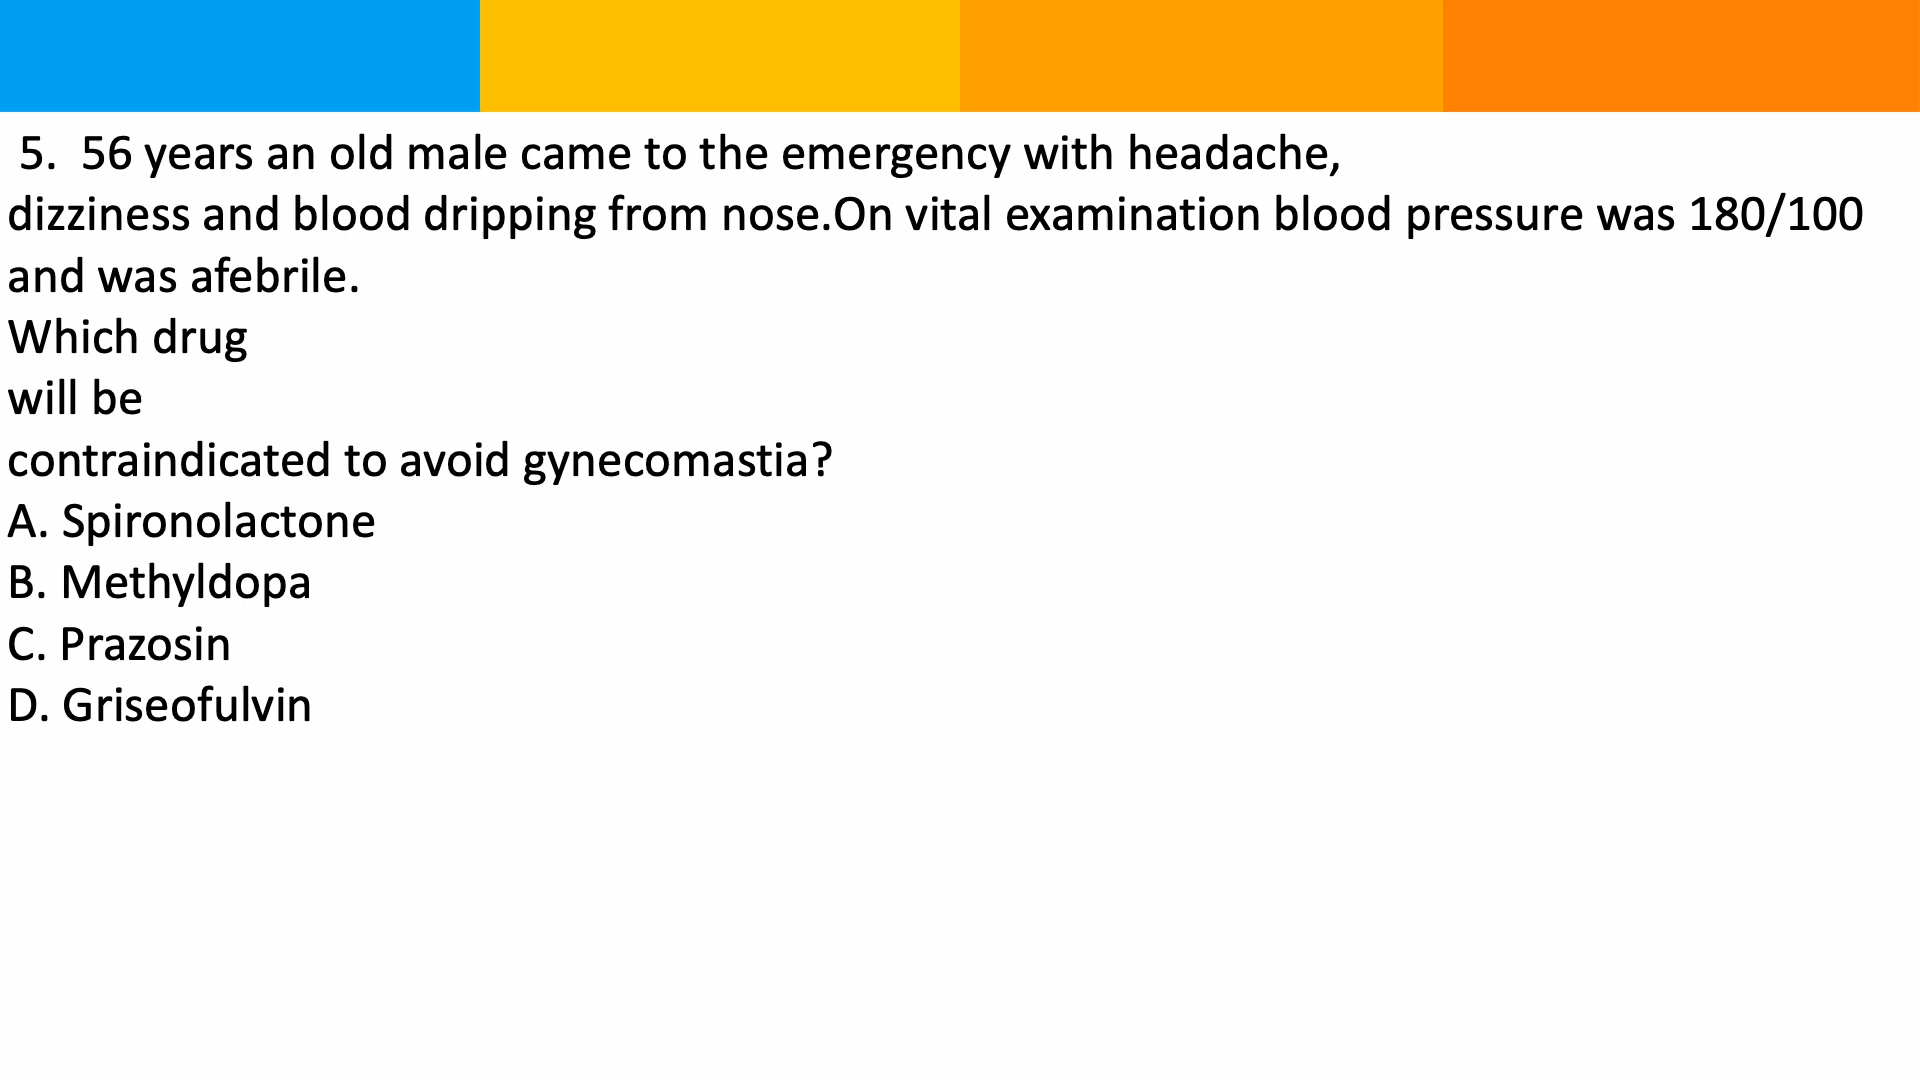 5. 56 years an old male came to the emergency with headache,
dizziness and blood dripping from nose.On vital examination blood pressure was 180/100
and was afebrile.
Which drug
will be
contraindicated to avoid gynecomastia?
A. Spironolactone
B. Methyldopa
C. Prazosin
D. Griseofulvin